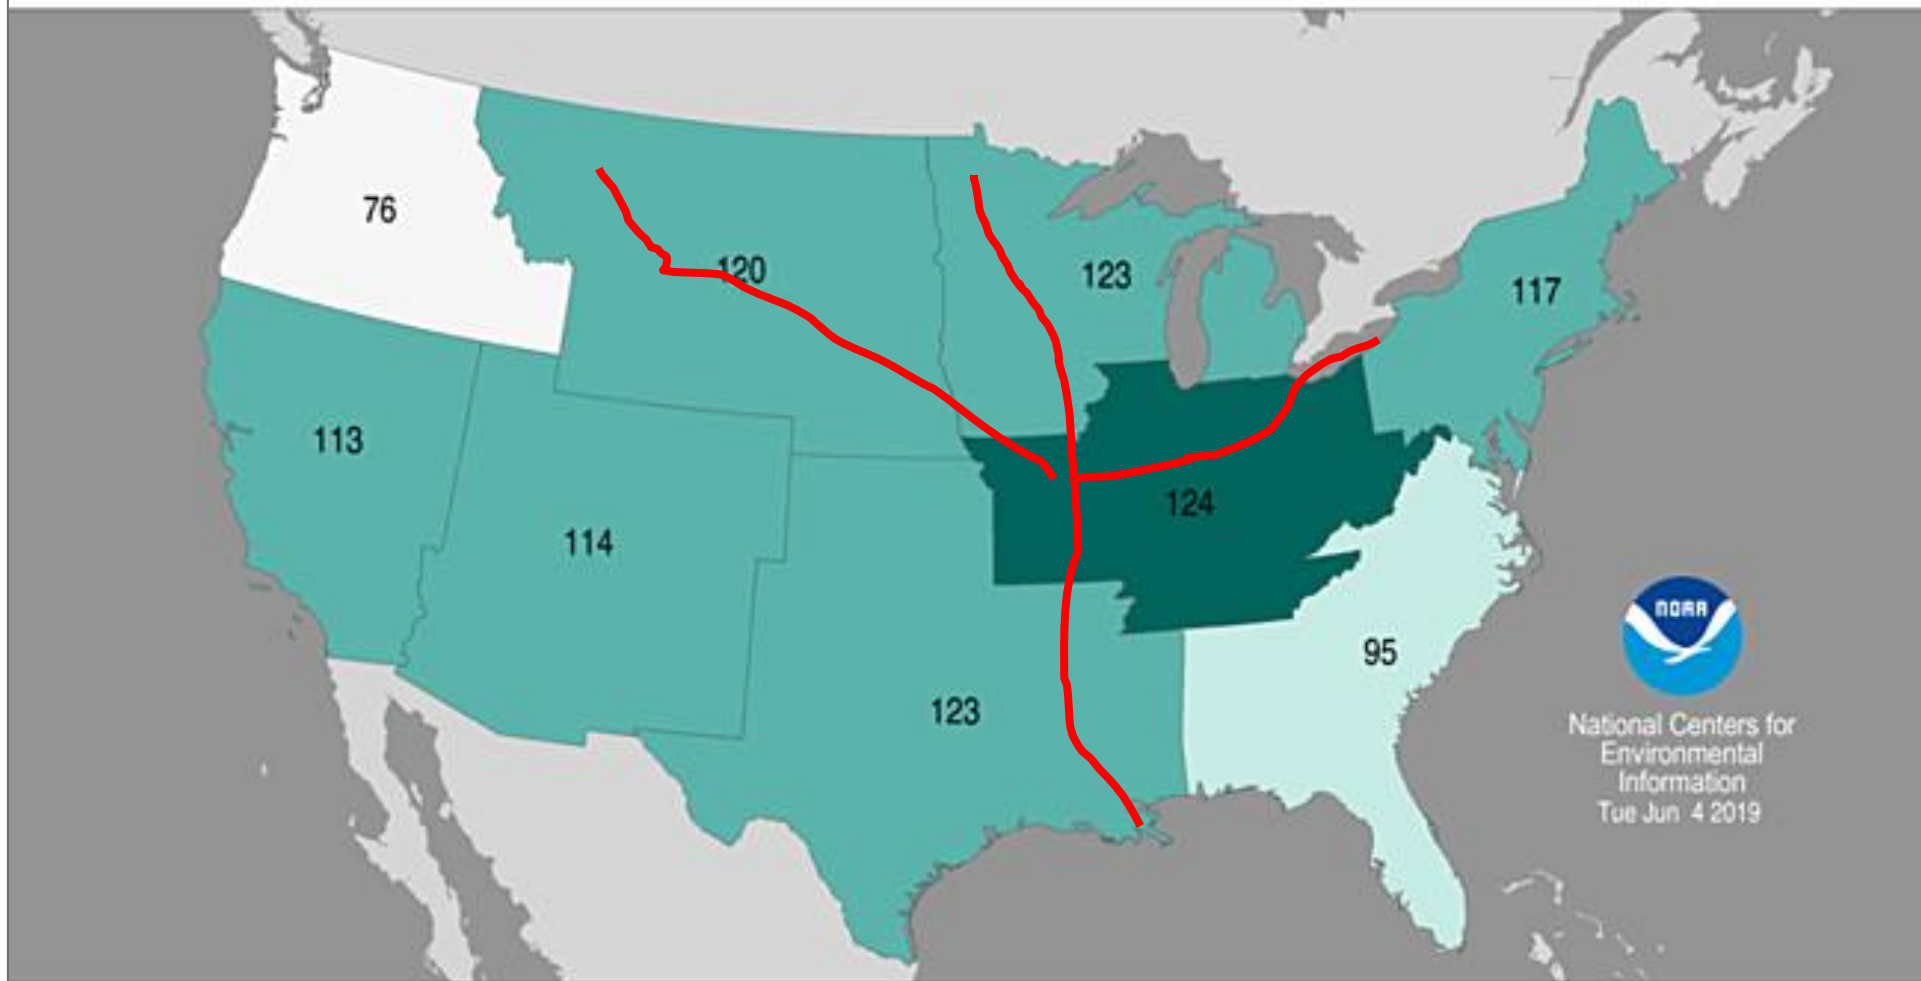 76
120
123
117
113
124
114
95
123
NOAA
National Centers for
Environmental
Information
Tue Jun 4 2019